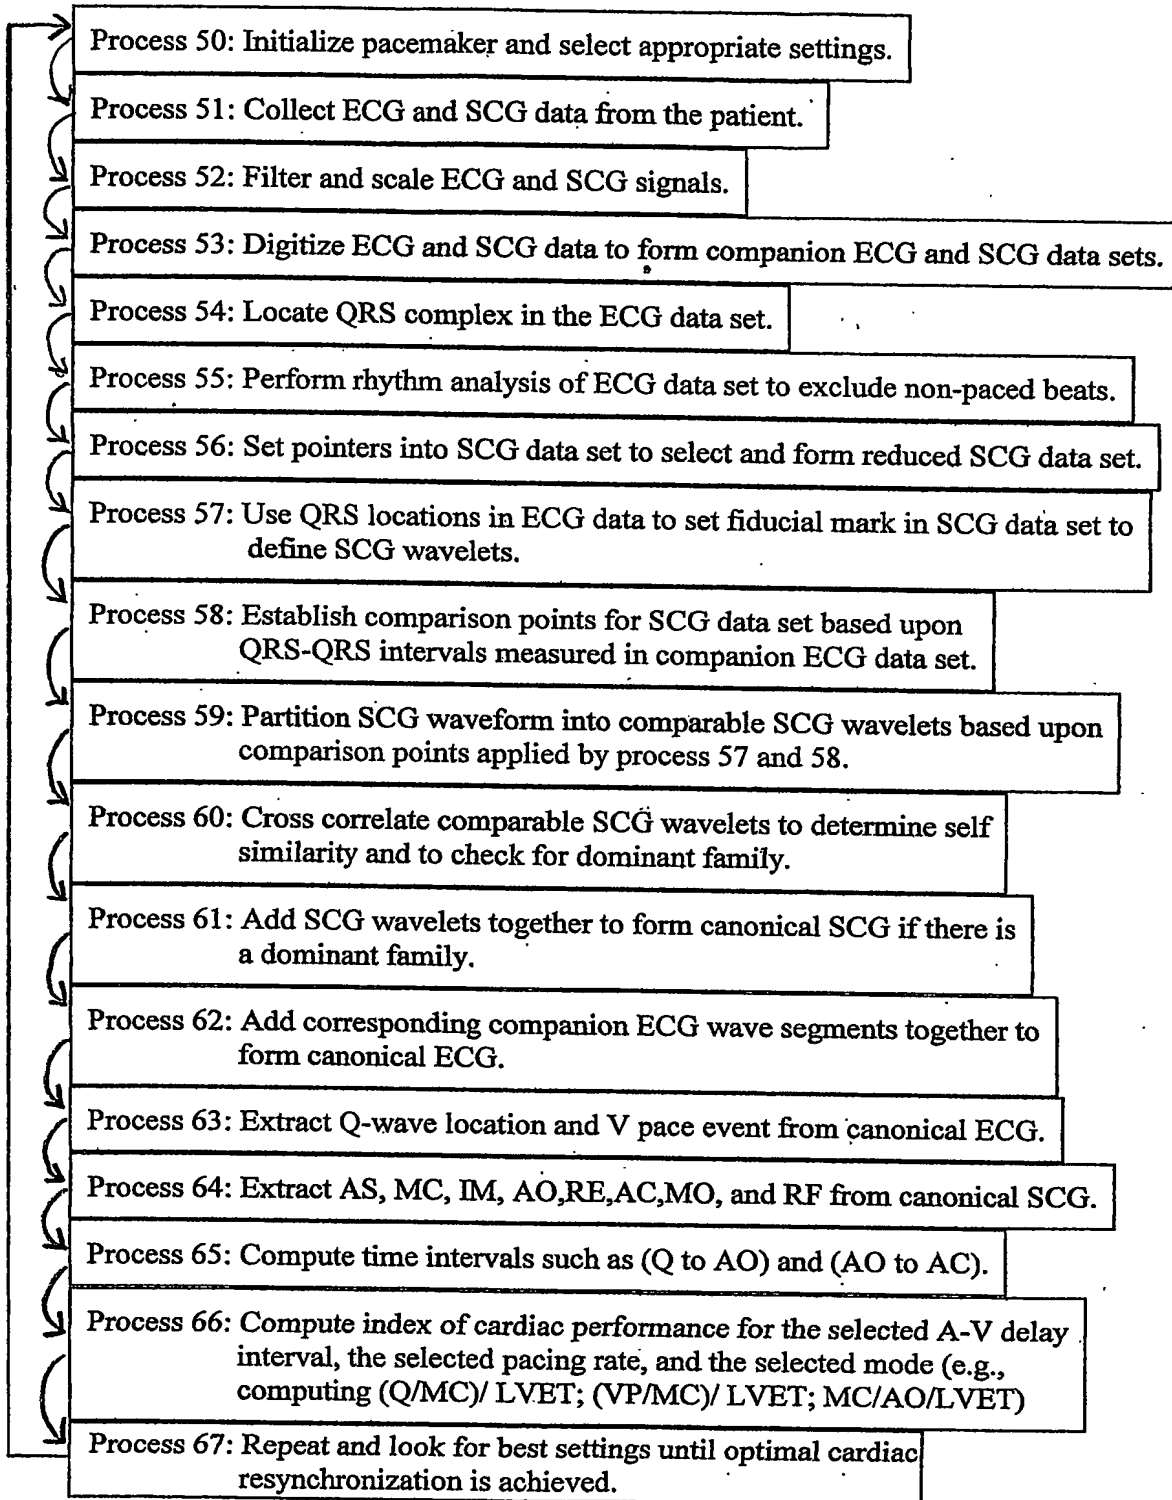 Process 50: Initialize pacemaker and select appropriate settings.
Process 51: Collect ECG and SCG data from the patient.
Process 52: Filter and scale ECG and SCG signals.
Process 53: Digitize ECG and SCG data to form companion ECG and SCG data sets.
Process 54: Locate QRS complex in the ECG data set.
Process 55: Perform rhythm analysis of ECG data set to exclude non-paced beats.
Process 56: Set pointers into SCG data set to select and form reduced SCG data set.
Process 57: Use QRS locations in ECG data to set fiducial mark in SCG data set to
define SCG wavelets.
Process 58: Establish comparison points for SCG data set based upon
QRS-QRS intervals measured in companion ECG data set.
Process 59: Partition SCG waveform into comparable SCG wavelets based upon
comparison points applied by process 57 and 58.
Process 60: Cross correlate comparable SCG wavelets to determine self
similarity and to check for dominant family.
Process 61: Add SCG wavelets together to form canonical SCG if there is
a dominant family.
Process 62: Add corresponding companion ECG wave segments together to
form canonical ECG.
Process 63: Extract Q-wave location and V pace event from canonical ECG.
Process 64: Extract AS, MC, IM, AO,RE,AC,MO, and RF from canonical SCG.
Process 65: Compute time intervals such as (Q to AO) and (AO to AC).
Process 66: Compute index of cardiac performance for the selected A-V delay
interval, the selected pacing rate, and the selected mode (e.g.,
computing (Q/MC)/ LVET; (VP/MC)/ LVET; MC/AO/LVET)
Process 67: Repeat and look for best settings until optimal cardiac
resynchronization is achieved.